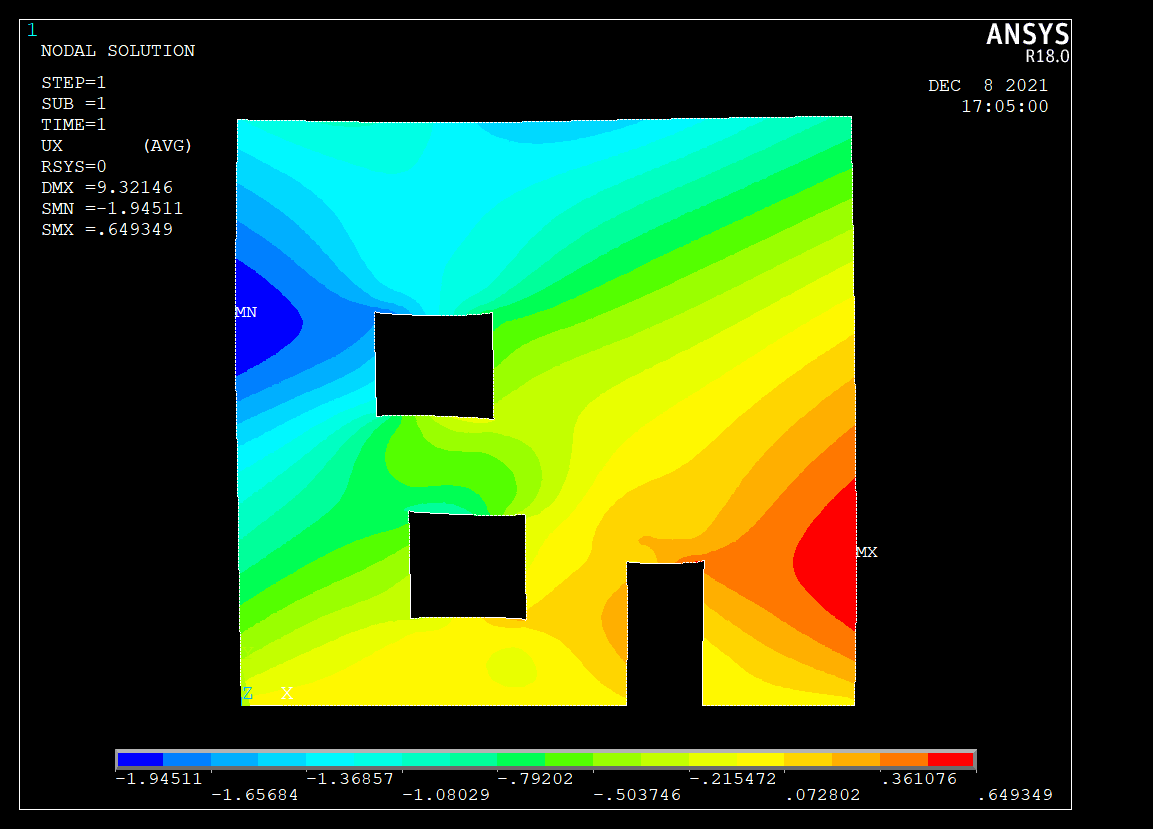 1
NODAL SOLUTION
ANSYS
R18.0
STEP=1
SUB =1
TIME=1
UX (AVG)
RSYS=0
DMX =9.32146
SMN =-1.94511
SMX =.649349
DEC 8 2021
17:05:00
MN
MX
Z X
-1.94511 -1.36857 -.79202 -.215472 .361076
-1.65684 -1.08029 -.503746 .072802 .649349